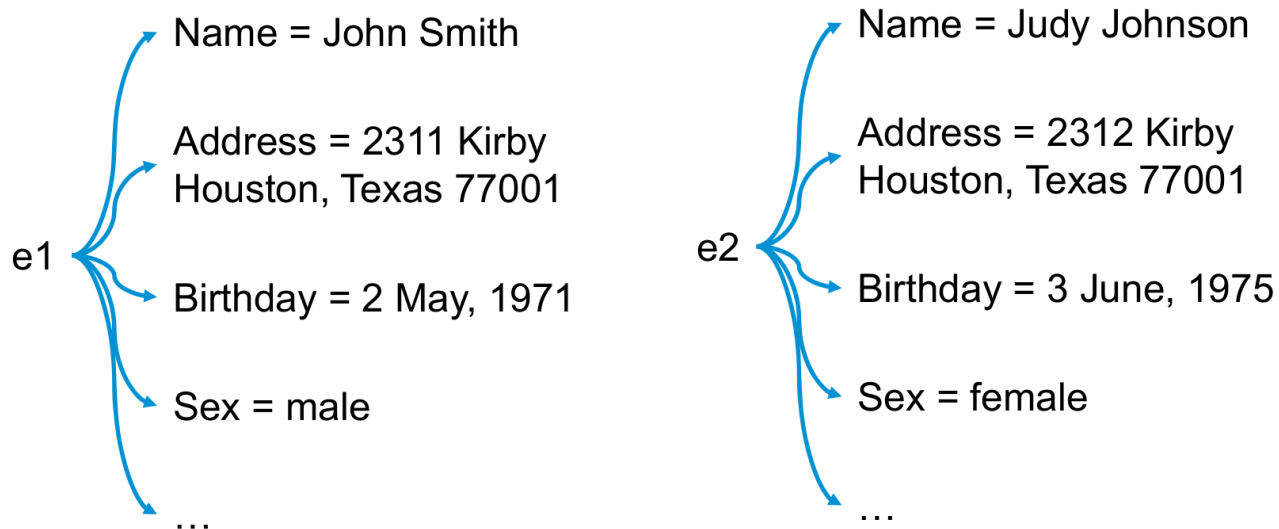 e1
Name = John Smith
Address = 2311 Kirby
Houston, Texas 77001
Birthday = 2 May, 1971
Sex = male
…
e2
Name = Judy Johnson
Address = 2312 Kirby
Houston, Texas 77001
Birthday = 3 June, 1975
Sex = female
…